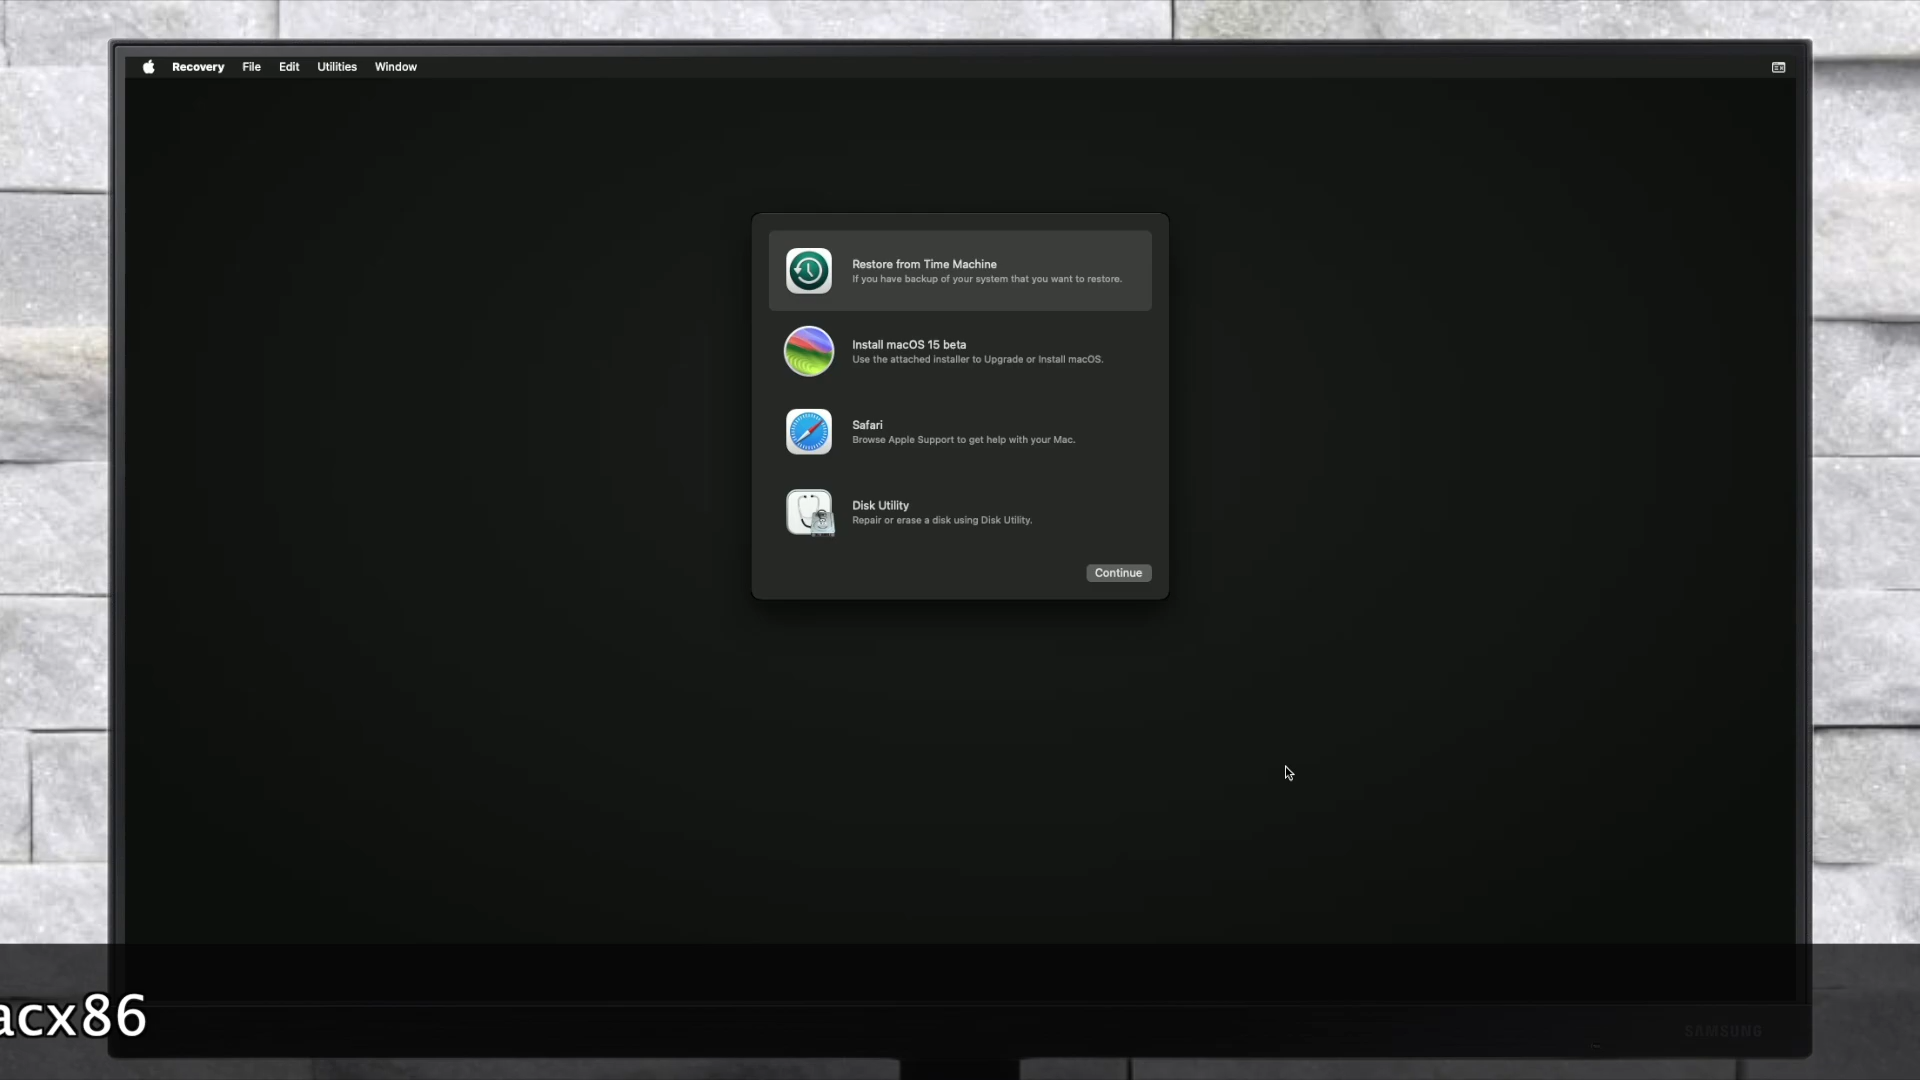 Recovery File Edit Utilities Window
Restore from Time Machine
If you have backup of your system that you want to restore.
Install macOS 15 beta
Use the attached installer to Upgrade or Install macOS.
Safari
Browse Apple Support to get help with your Mac.
Disk Utility
Repair or erase a disk using Disk Utility.
Continue
acx86
SAMSUNG